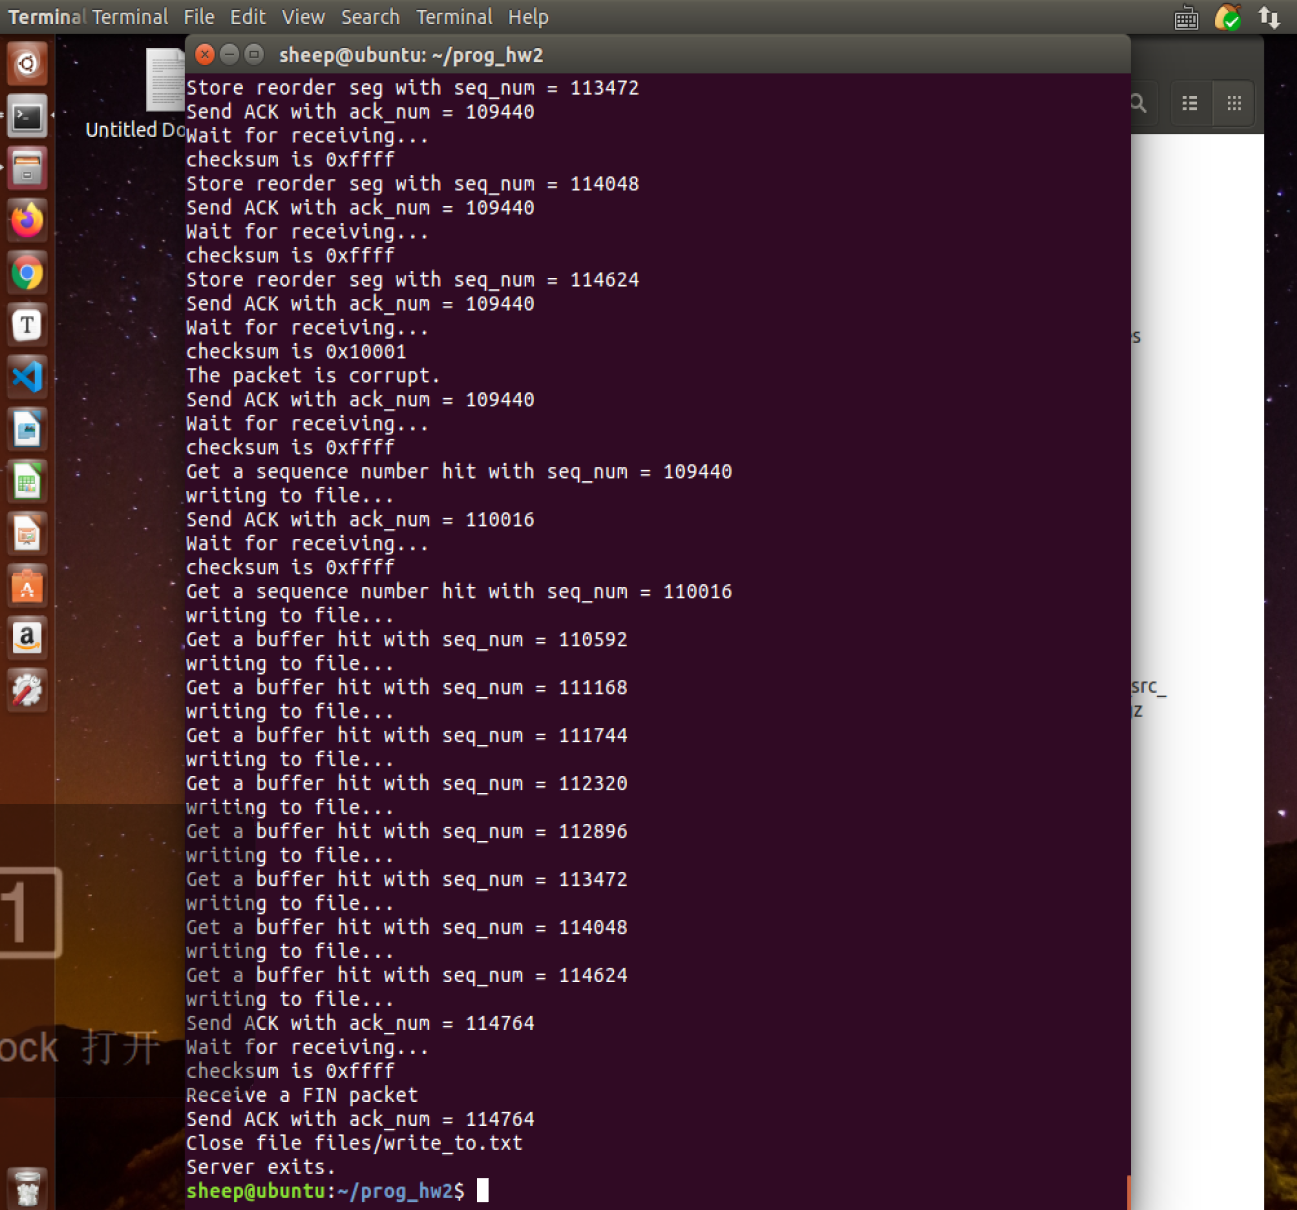 Terminal Terminal File Edit View Search Terminal Help
sheep@ubuntu: ~/prog_hw2
Untitled Do
Store reorder seg with seq_num = 113472
Send ACK with ack_num = 109440
Wait for receiving...
checksum is 0xffff
Store reorder seg with seq_num = 114048
Send ACK with ack_num = 109440
Wait for receiving...
checksum is 0xffff
Store reorder seg with seq_num = 114624
Send ACK with ack_num = 109440
Wait for receiving...
checksum is 0x10001
The packet is corrupt.
Send ACK with ack_num = 109440
Wait for receiving...
checksum is 0xffff
Get a sequence number hit with seq_num = 109440
writing to file...
Send ACK with ack_num = 110016
Wait for receiving...
checksum is 0xffff
Get a sequence number hit with seq_num = 110016
writing to file...
Get a buffer hit with seq_num = 110592
writing to file...
Get a buffer hit with seq_num = 111168
writing to file...
Get a buffer hit with seq_num = 111744
writing to file...
Get a buffer hit with seq_num = 112320
writing to file...
Get a buffer hit with seq_num = 112896
writing to file...
Get a buffer hit with seq_num = 113472
writing to file...
Get a buffer hit with seq_num = 114048
writing to file...
Get a buffer hit with seq_num = 114624
writing to file...
Send ACK with ack_num = 114764
Wait for receiving...
checksum is 0xffff
Receive a FIN packet
Send ACK with ack_num = 114764
Close file files/write_to.txt
Server exits.
sheep@ubuntu:~/prog_hw2$
1
ock 打开
s
src_
z